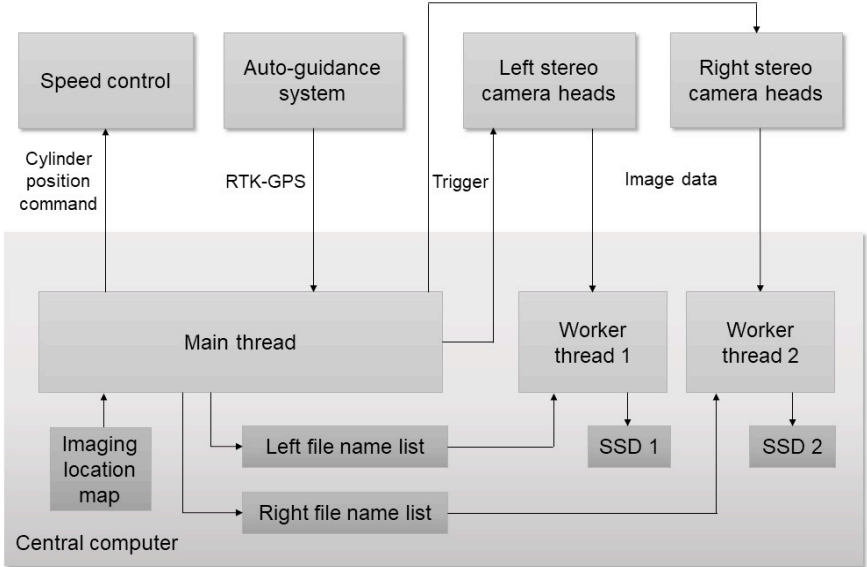 Speed control
Auto-guidance
system
Left stereo
camera heads
Right stereo
camera heads
Cylinder
position
command
RTK-GPS
Trigger
Image data
Main thread
Worker
thread 1
Worker
thread 2
Imaging
location
map
Left file name list
SSD 1
SSD 2
Right file name list
Central computer